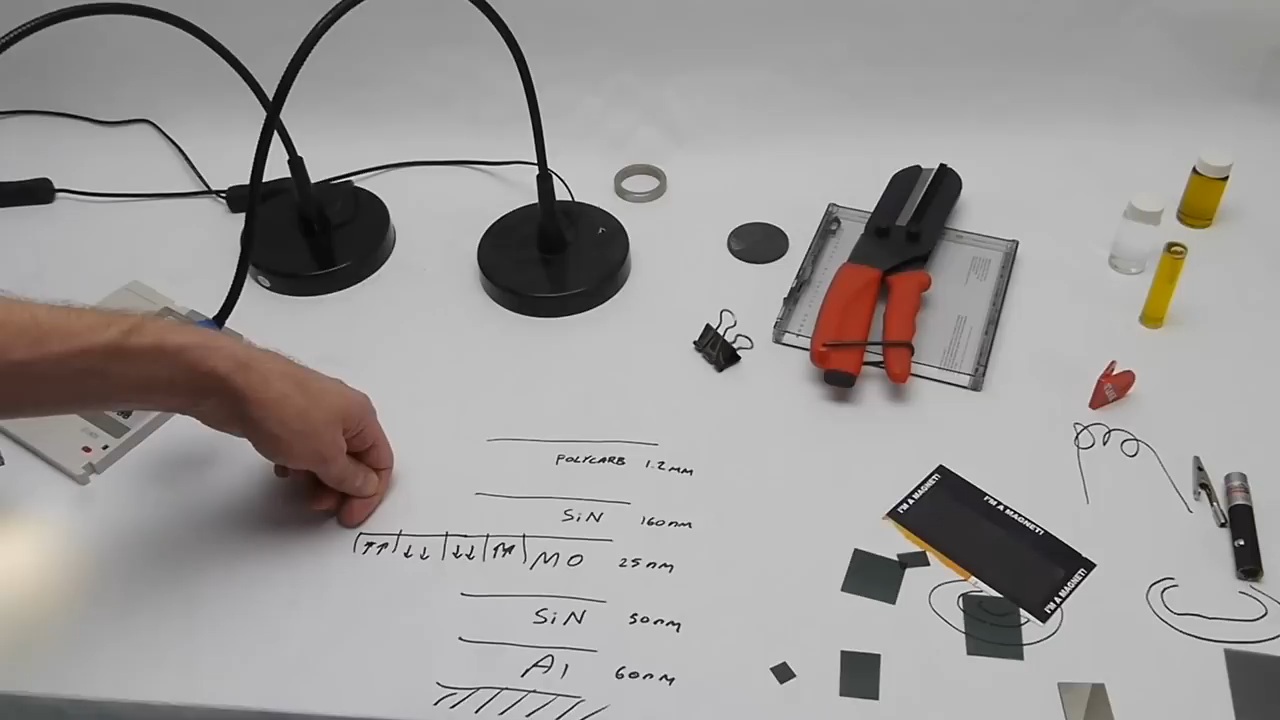 POLYCARB 1.2MM
SiN 160nm
MO 25nm
SiN 50nm
Al 60nm
I'M A MAGNET!
I'M A MAGNET!
I'M A MAGNET!